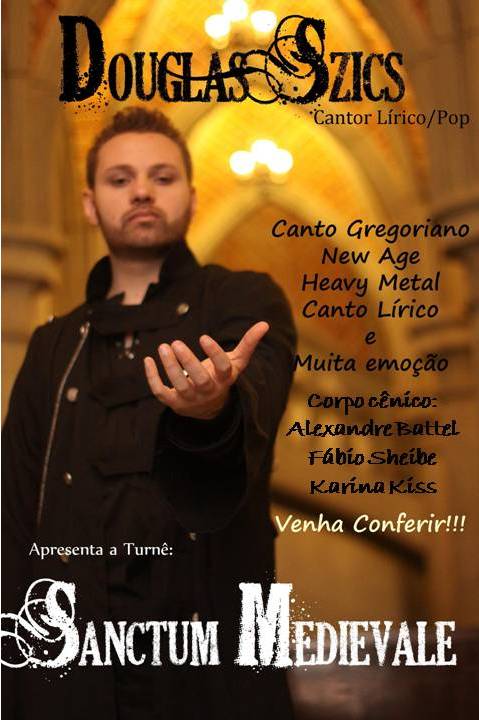 Douglas Szics
Cantor Lírico/Pop
Canto Gregoriano
New Age
Heavy Metal
Canto Lírico
e
Muita emoção
Corpo cênico:
Alexandre Battel
Fábio Sheibe
Karina Kiss
Venha Conferir!!!
Apresenta a Turnê:
Sanctum Medievale